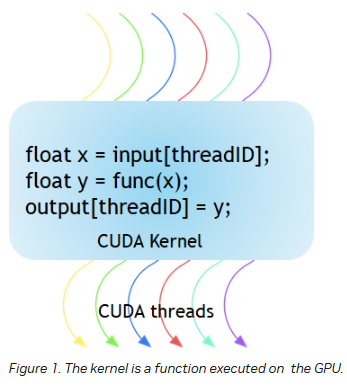 float x = input[threadID];
float y = func(x);
output[threadID] = y;
CUDA Kernel
CUDA threads
Figure 1. The kernel is a function executed on the GPU.